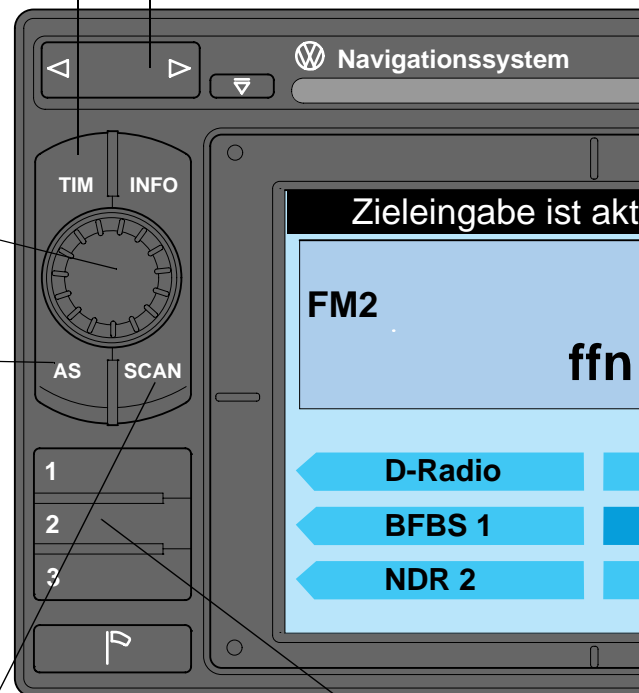 Navigationssystem
TIM INFO
Zieleingabe ist akt
FM2
ffn
AS SCAN
1
D-Radio
2
BFBS 1
3
NDR 2